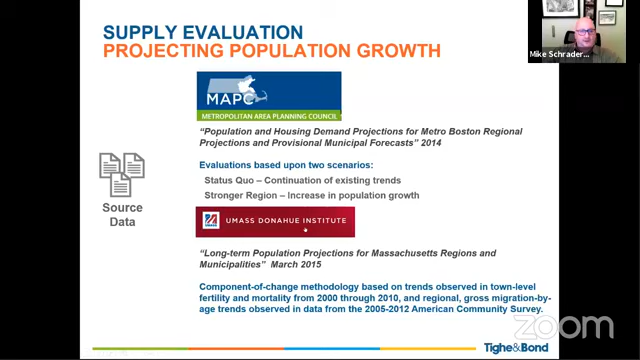 SUPPLY EVALUATION
PROJECTING POPULATION GROWTH
Mike Schrader...
MAPC
METROPOLITAN AREA PLANNING COUNCIL
“Population and Housing Demand Projections for Metro Boston Regional
Projections and Provisional Municipal Forecasts” 2014
Evaluations based upon two scenarios:
Status Quo – Continuation of existing trends
Stronger Region – Increase in population growth
Source
Data
UMASS DONAHUE INSTITUTE
“Long-term Population Projections for Massachusetts Regions and
Municipalities” March 2015
Component-of-change methodology based on trends observed in town-level
fertility and mortality from 2000 through 2010, and regional, gross migration-by-
age trends observed in data from the 2005-2012 American Community Survey.
zoom
Tighe&Bond